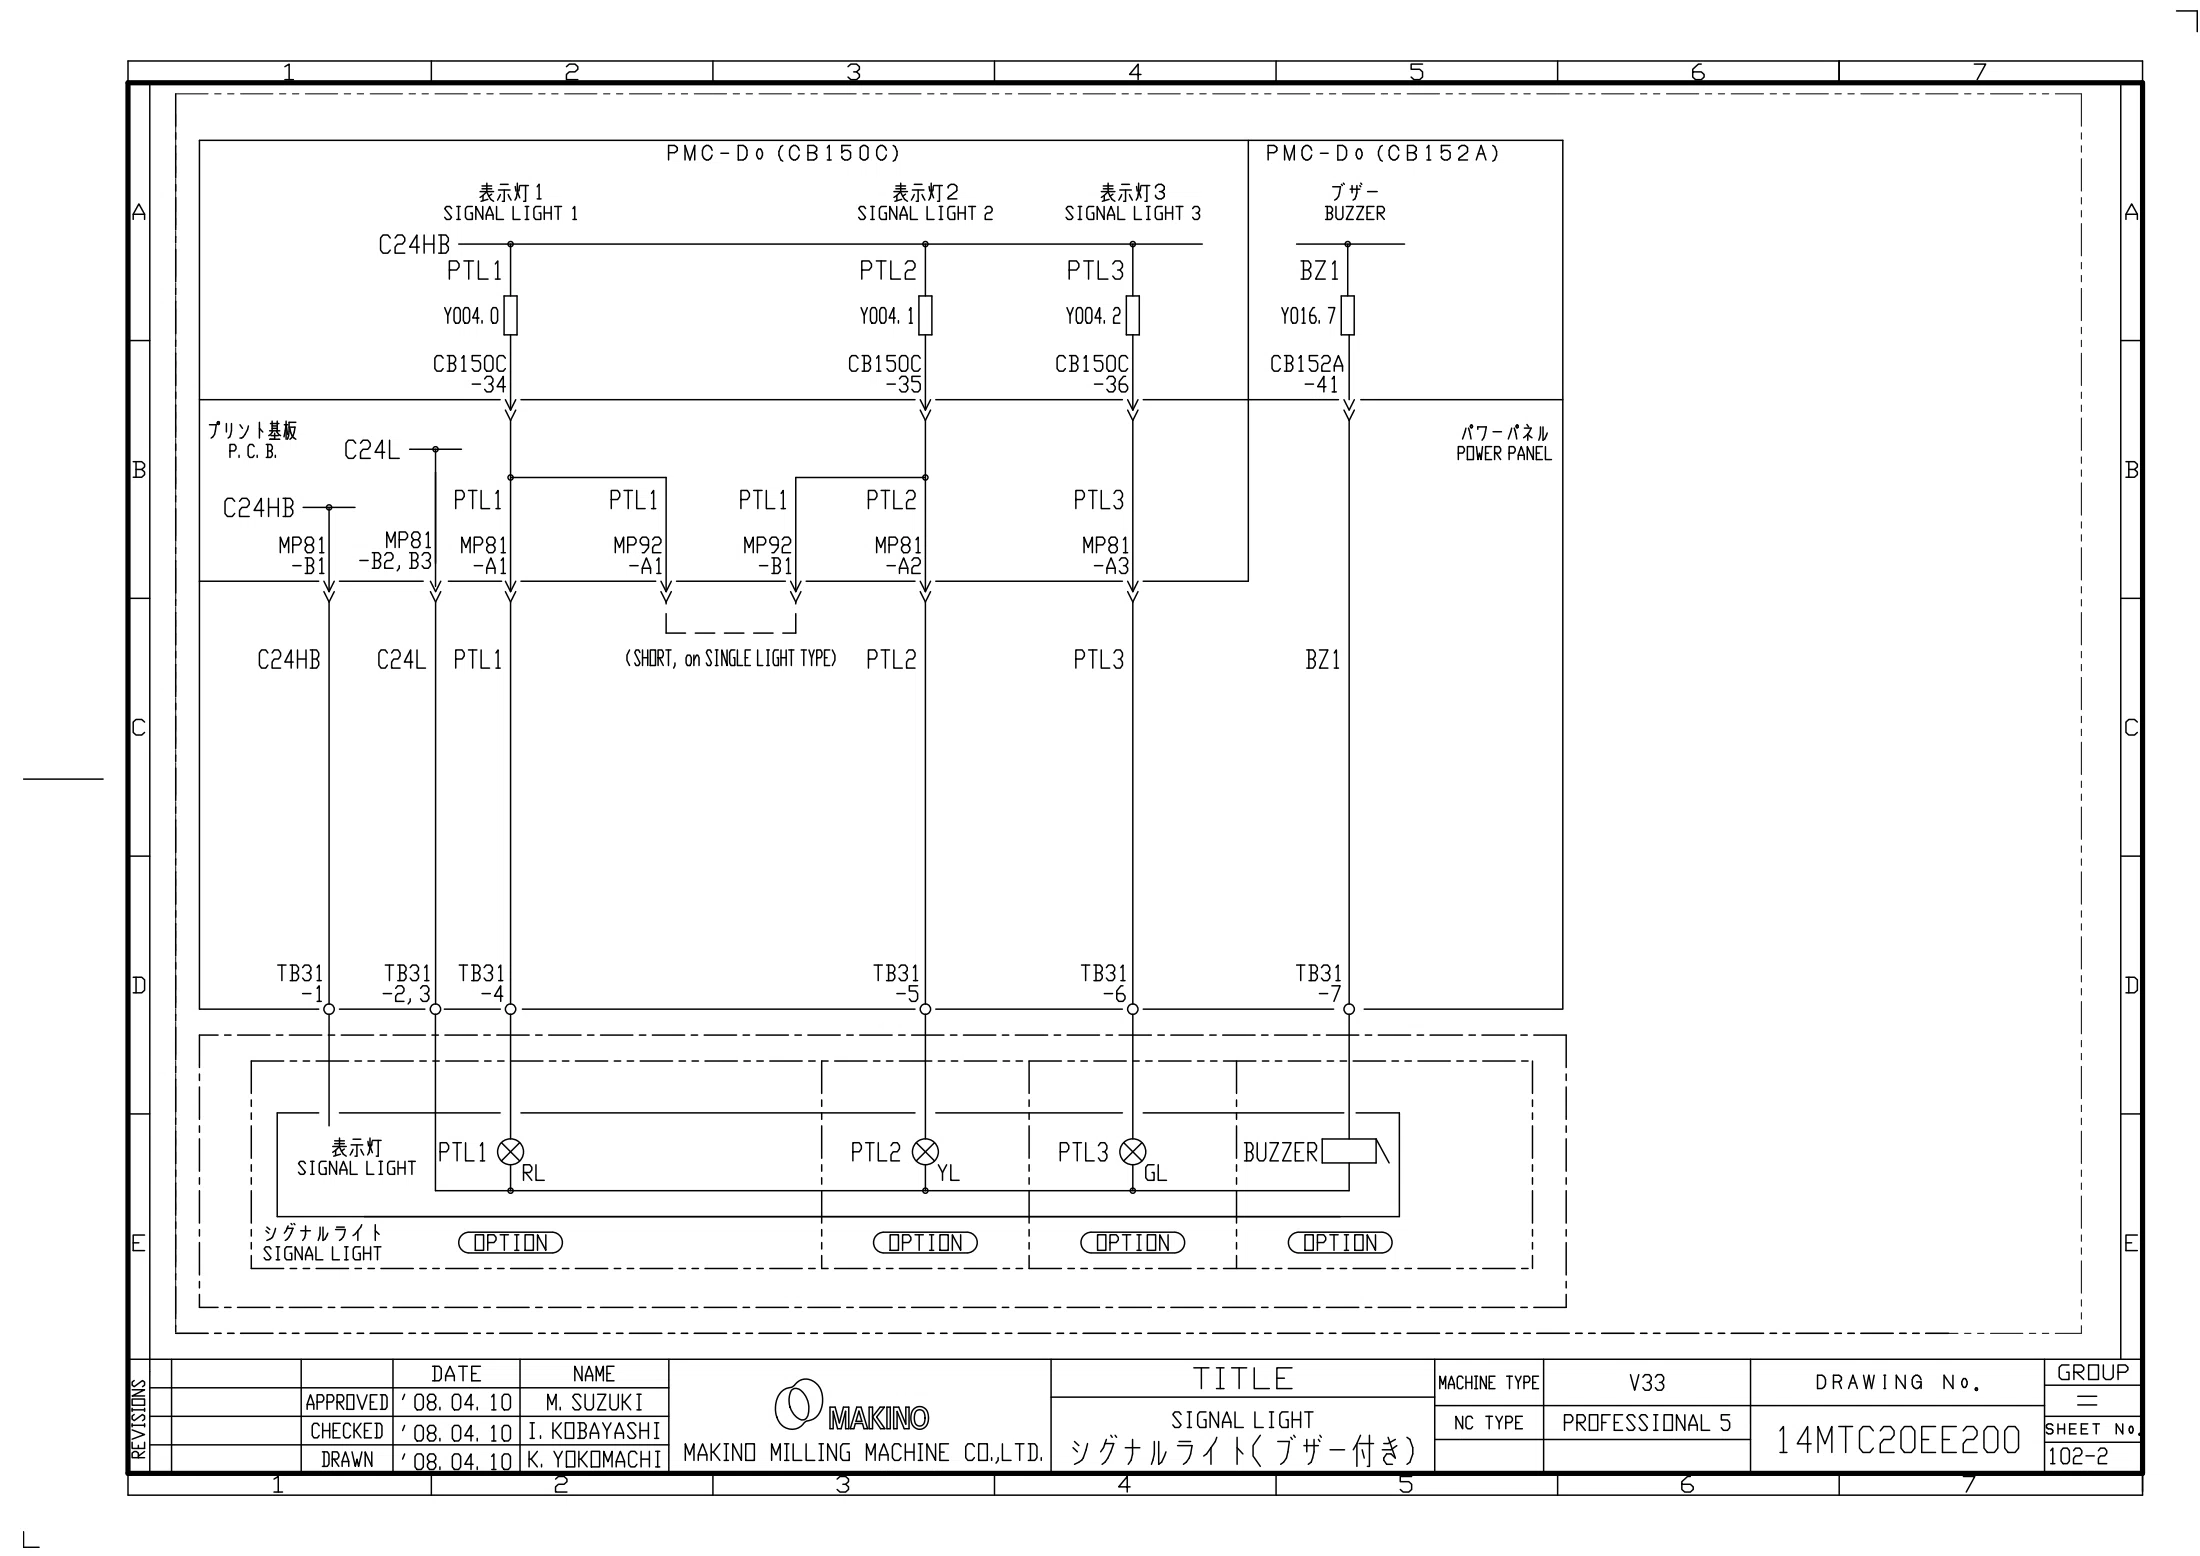 1 2 3 4 5 6 7
PMC-Do (CB150C) PMC-Do (CB152A)
表示灯1 表示灯2 表示灯3 ブザー
A SIGNAL LIGHT 1 SIGNAL LIGHT 2 SIGNAL LIGHT 3 BUZZER A
C24HB
PTL1 PTL2 PTL3 BZ1
Y004.0 Y004.1 Y004.2 Y016.7
CB150C CB150C CB150C CB152A
-34 -35 -36 -41
プリント基板 パワーパネル
P.C.B. C24L POWER PANEL
B B
C24HB PTL1 PTL1 PTL1 PTL2 PTL3
MP81 MP81 MP81 MP92 MP92 MP81 MP81
-B1 -B2, B3 -A1 -A1 -B1 -A2 -A3
C24HB C24L PTL1 (SHORT, on SINGLE LIGHT TYPE) PTL2 PTL3 BZ1
C C
TB31 TB31 TB31 TB31 TB31 TB31
D -1 -2, 3 -4 -5 -6 -7 D
表示灯 PTL1 PTL2 PTL3 BUZZER
SIGNAL LIGHT RL YL GL
シグナルライト
E SIGNAL LIGHT OPTION OPTION OPTION OPTION E
REVISIONS
DATE NAME
APPROVED '08.04.10 M. SUZUKI
CHECKED '08.04.10 I. KOBAYASHI
DRAWN '08.04.10 K. YOKOMACHI
MAKINO
MAKINO MILLING MACHINE CO.,LTD.
TITLE
SIGNAL LIGHT
シグナルライト(ブザー付き)
MACHINE TYPE V33
NC TYPE PROFESSIONAL 5
DRAWING No.
14MTC20EE200
GROUP
=
SHEET No.
102-2
1 2 3 4 5 6 7